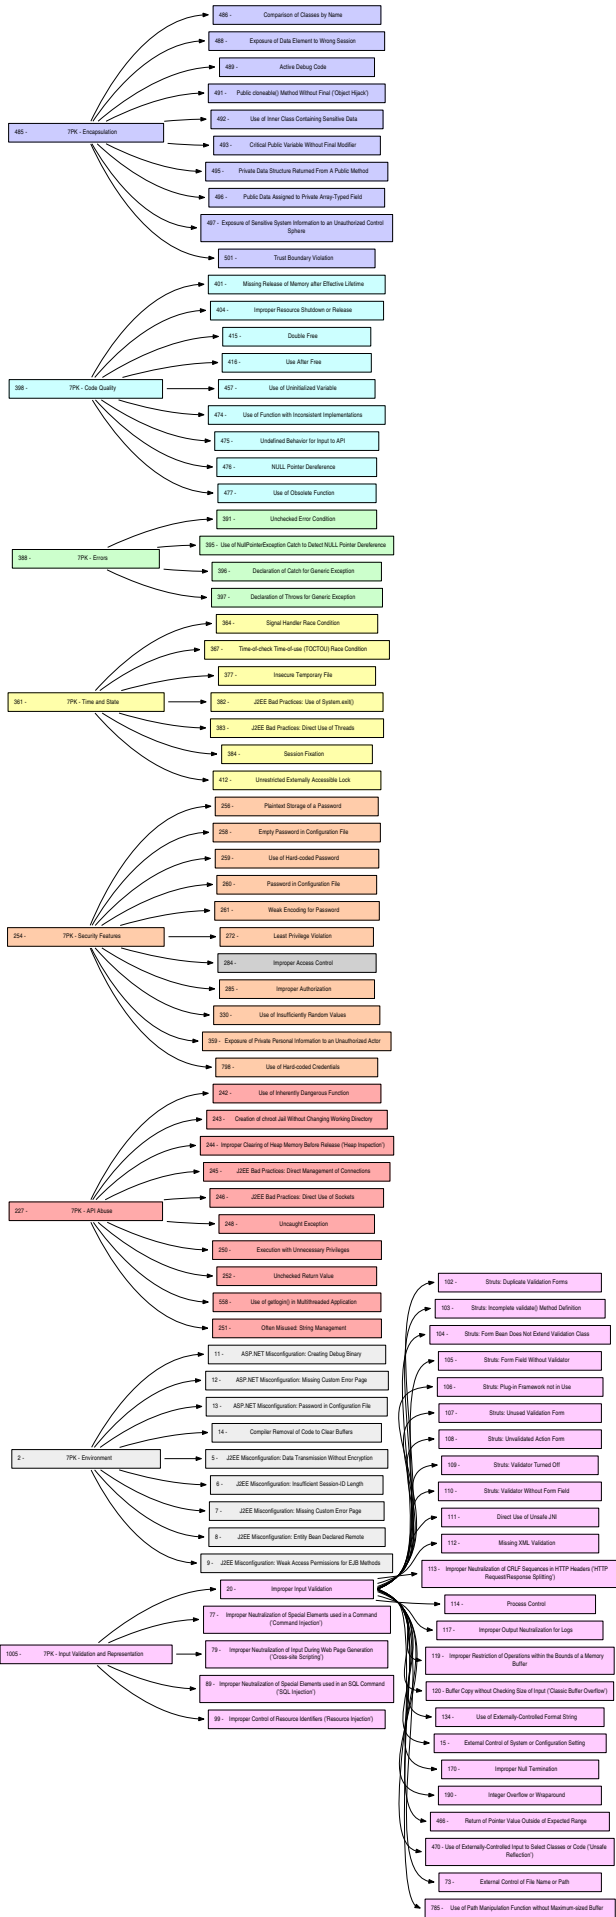 486 - Comparison of Classes by Name
488 - Exposure of Data Element to Wrong Session
489 - Active Debug Code
491 - Public cloneable() Method Without Final ('Object Hijack')
492 - Use of Inner Class Containing Sensitive Data
485 - 7PK - Encapsulation
493 - Critical Public Variable Without Final Modifier
495 - Private Data Structure Returned From A Public Method
496 - Public Data Assigned to Private Array-Typed Field
497 - Exposure of Sensitive System Information to an Unauthorized Control
Sphere
501 - Trust Boundary Violation
401 - Missing Release of Memory after Effective Lifetime
404 - Improper Resource Shutdown or Release
415 - Double Free
416 - Use After Free
398 - 7PK - Code Quality
457 - Use of Uninitialized Variable
474 - Use of Function with Inconsistent Implementations
475 - Undefined Behavior for Input to API
476 - NULL Pointer Dereference
477 - Use of Obsolete Function
391 - Unchecked Error Condition
395 - Use of NullPointerException Catch to Detect NULL Pointer Dereference
388 - 7PK - Errors
396 - Declaration of Catch for Generic Exception
397 - Declaration of Throws for Generic Exception
364 - Signal Handler Race Condition
367 - Time-of-check Time-of-use (TOCTOU) Race Condition
377 - Insecure Temporary File
361 - 7PK - Time and State
382 - J2EE Bad Practices: Use of System.exit()
383 - J2EE Bad Practices: Direct Use of Threads
384 - Session Fixation
412 - Unrestricted Externally Accessible Lock
256 - Plaintext Storage of a Password
258 - Empty Password in Configuration File
259 - Use of Hard-coded Password
260 - Password in Configuration File
261 - Weak Encoding for Password
254 - 7PK - Security Features
272 - Least Privilege Violation
284 - Improper Access Control
285 - Improper Authorization
330 - Use of Insufficiently Random Values
359 - Exposure of Private Personal Information to an Unauthorized Actor
798 - Use of Hard-coded Credentials
242 - Use of Inherently Dangerous Function
243 - Creation of chroot Jail Without Changing Working Directory
244 - Improper Clearing of Heap Memory Before Release ('Heap Inspection')
245 - J2EE Bad Practices: Direct Management of Connections
246 - J2EE Bad Practices: Direct Use of Sockets
227 - 7PK - API Abuse
248 - Uncaught Exception
250 - Execution with Unnecessary Privileges
252 - Unchecked Return Value
558 - Use of getlogin() in Multithreaded Application
251 - Often Misused: String Management
11 - ASP.NET Misconfiguration: Creating Debug Binary
12 - ASP.NET Misconfiguration: Missing Custom Error Page
13 - ASP.NET Misconfiguration: Password in Configuration File
14 - Compiler Removal of Code to Clear Buffers
2 - 7PK - Environment
5 - J2EE Misconfiguration: Data Transmission Without Encryption
6 - J2EE Misconfiguration: Insufficient Session-ID Length
7 - J2EE Misconfiguration: Missing Custom Error Page
8 - J2EE Misconfiguration: Entity Bean Declared Remote
9 - J2EE Misconfiguration: Weak Access Permissions for EJB Methods
20 - Improper Input Validation
77 - Improper Neutralization of Special Elements used in a Command
('Command Injection')
1005 - 7PK - Input Validation and Representation
79 - Improper Neutralization of Input During Web Page Generation
('Cross-site Scripting')
89 - Improper Neutralization of Special Elements used in an SQL Command
('SQL Injection')
99 - Improper Control of Resource Identifiers ('Resource Injection')
102 - Struts: Duplicate Validation Forms
103 - Struts: Incomplete validate() Method Definition
104 - Struts: Form Bean Does Not Extend Validation Class
105 - Struts: Form Field Without Validator
106 - Struts: Plug-in Framework not in Use
107 - Struts: Unused Validation Form
108 - Struts: Unvalidated Action Form
109 - Struts: Validator Turned Off
110 - Struts: Validator Without Form Field
111 - Direct Use of Unsafe JNI
112 - Missing XML Validation
113 - Improper Neutralization of CRLF Sequences in HTTP Headers ('HTTP
Request/Response Splitting')
114 - Process Control
117 - Improper Output Neutralization for Logs
119 - Improper Restriction of Operations within the Bounds of a Memory
Buffer
120 - Buffer Copy without Checking Size of Input ('Classic Buffer Overflow')
134 - Use of Externally-Controlled Format String
15 - External Control of System or Configuration Setting
170 - Improper Null Termination
190 - Integer Overflow or Wraparound
466 - Return of Pointer Value Outside of Expected Range
470 - Use of Externally-Controlled Input to Select Classes or Code ('Unsafe
Reflection')
73 - External Control of File Name or Path
785 - Use of Path Manipulation Function without Maximum-sized Buffer